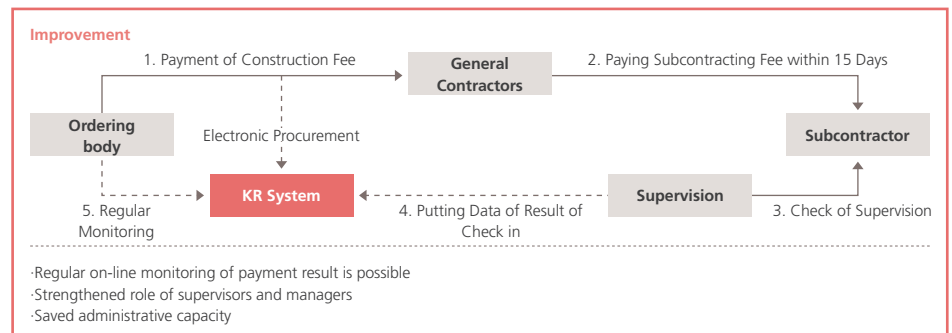 Improvement
1. Payment of Construction Fee
General
Contractors
2. Paying Subcontracting Fee within 15 Days
Ordering
body
Electronic Procurement
Subcontractor
KR System
Supervision
5. Regular
Monitoring
4. Putting Data of Result of
Check in
3. Check of Supervision
·Regular on-line monitoring of payment result is possible
·Strengthened role of supervisors and managers
·Saved administrative capacity